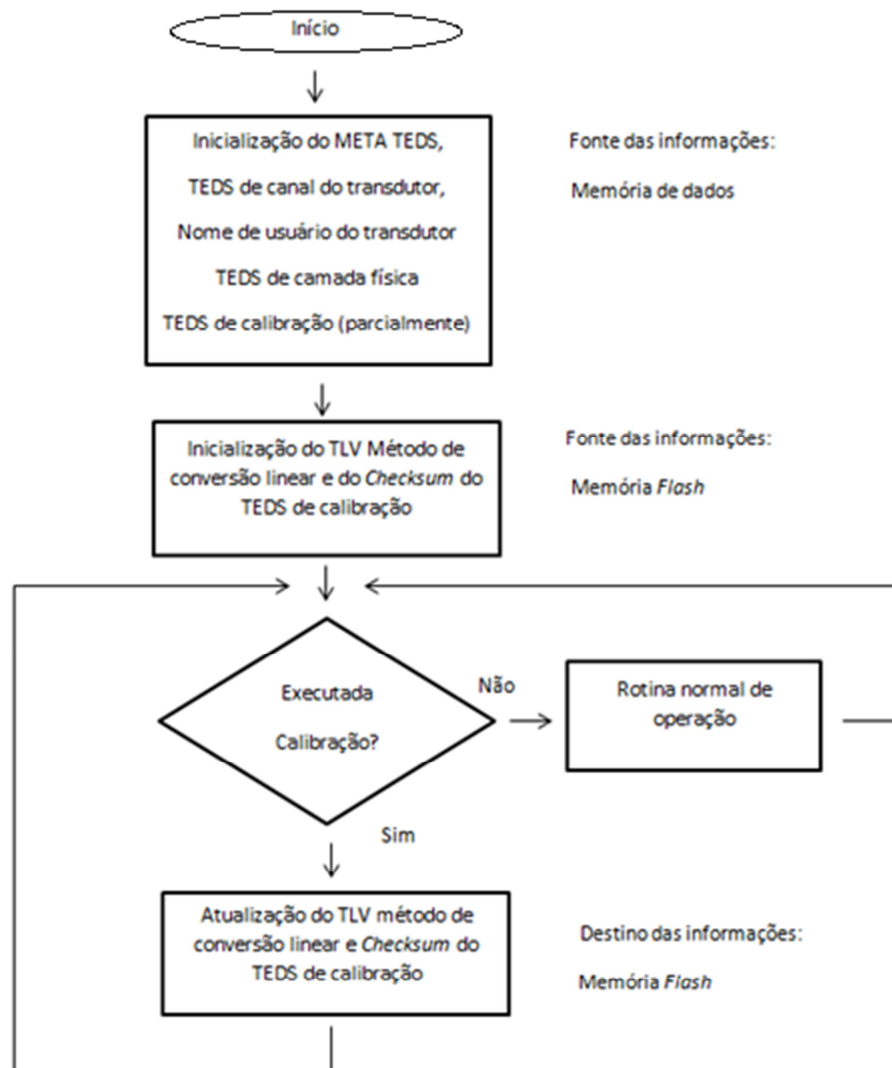 Início
Inicialização do META TEDS,
TEDS de canal do transdutor,
Nome de usuário do transdutor
TEDS de camada física
TEDS de calibração (parcialmente)
Fonte das informações:
Memória de dados
Inicialização do TLV Método de
conversão linear e do Checksum do
TEDS de calibração
Fonte das informações:
Memória Flash
Executada
Calibração?
Não
Rotina normal de
operação
Sim
Atualização do TLV método de
conversão linear e Checksum do
TEDS de calibração
Destino das informações:
Memória Flash